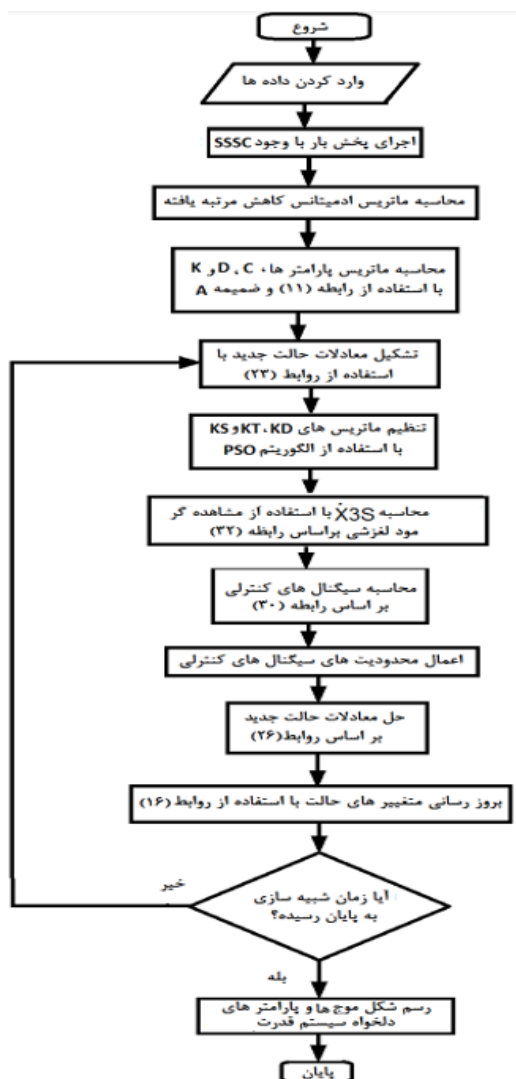 شروع
وارد کردن داده ها
اجرای پخش بار با وجود SSSC
محاسبه ماتریس ادمیتانس کاهش مرتبه یافته
محاسبه ماتریس پارامتر ها، D ، C و K
با استفاده از رابطه (۱۱) و ضمیمه A
تشکیل معادلات حالت جدید با
استفاده از روابط (۲۳)
تنظیم ماتریس های KT، KD و KS
با استفاده از الگوریتم PSO
محاسبه Ẋ3S با استفاده از مشاهده گر
مود لغزشی براساس رابطه (۳۲)
محاسبه سیگنال های کنترلی
بر اساس رابطه (۳۰)
اعمال محدودیت های سیگنال های کنترلی
حل معادلات حالت جدید
بر اساس روابط(۲۶)
بروز رسانی متغییر های حالت با استفاده از روابط (۱۶)
خیر
آیا زمان شبیه سازی
به پایان رسیده؟
بله
رسم شکل موج ها و پارامتر های
دلخواه سیستم قدرت
پایان